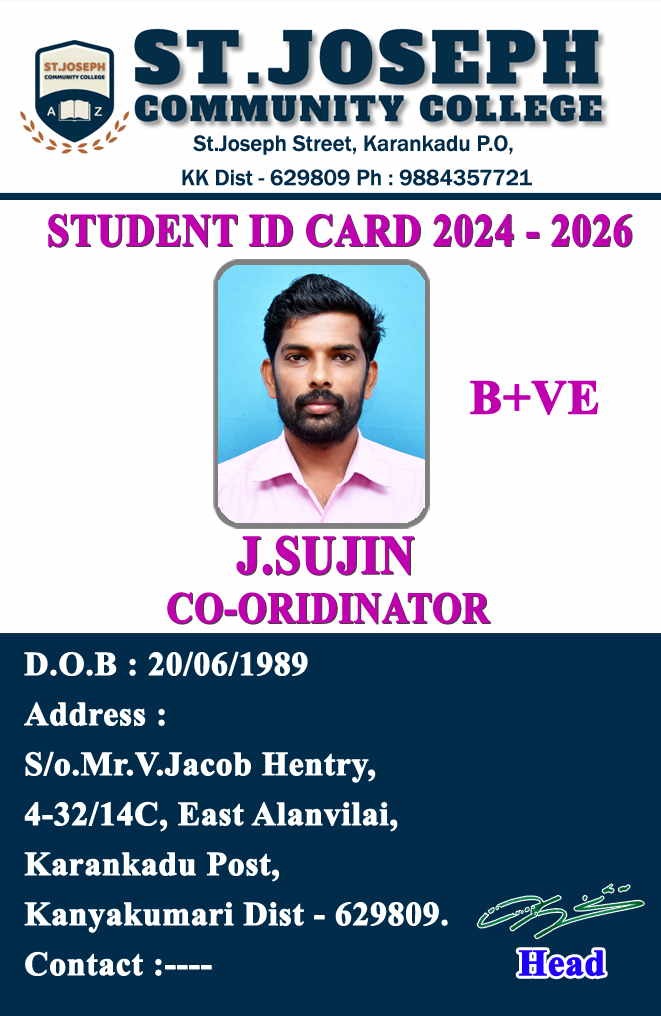 ST.JOSEPH
COMMUNITY COLLEGE
A Z
ST.JOSEPH
COMMUNITY COLLEGE
St.Joseph Street, Karankadu P.O,
KK Dist - 629809 Ph : 9884357721
STUDENT ID CARD 2024 - 2026
B+VE
J.SUJIN
CO-ORIDINATOR
D.O.B : 20/06/1989
Address :
S/o.Mr.V.Jacob Hentry,
4-32/14C, East Alanvilai,
Karankadu Post,
Kanyakumari Dist - 629809.
Contact :----
Head